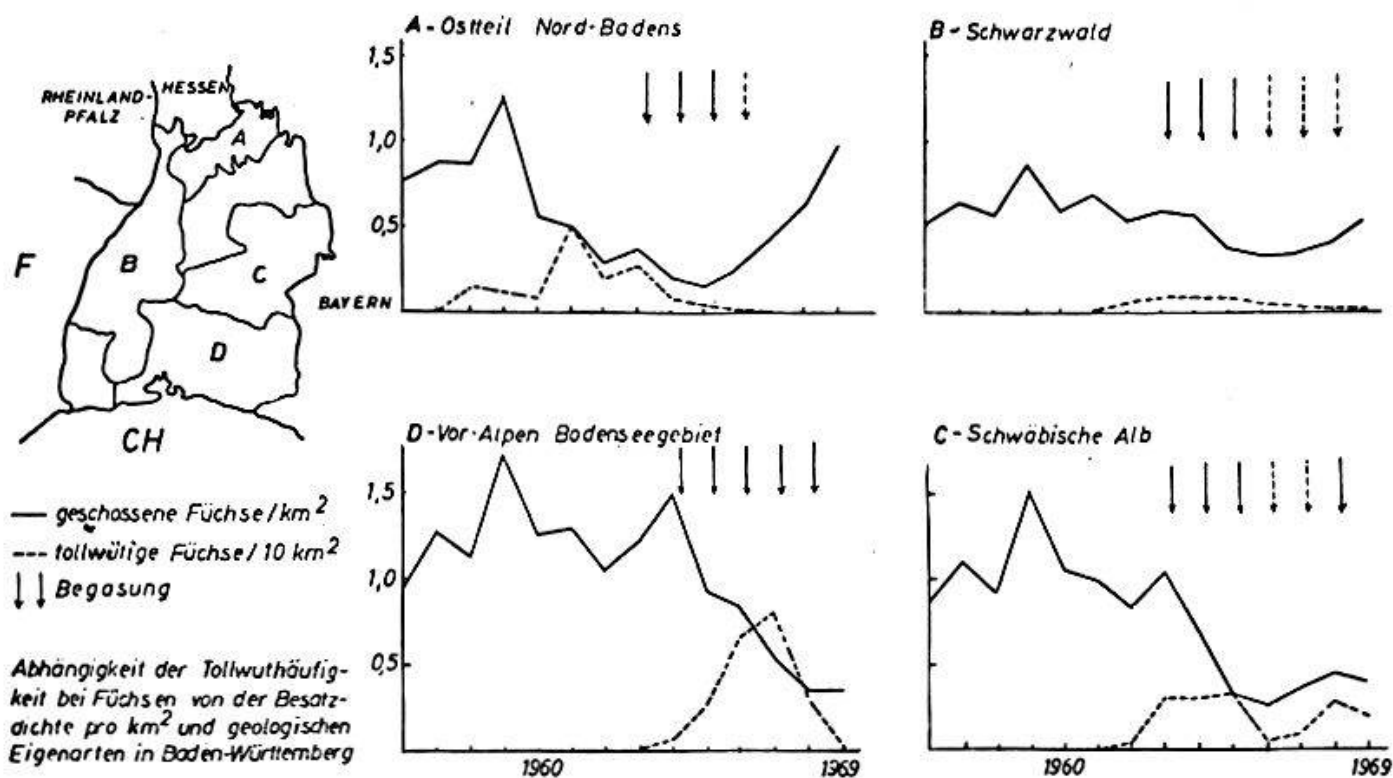 A - Ostteil Nord-Badens
B - Schwarzwald
1,5
1,0
0,5
RHEINLAND-
PFALZ
HESSEN
A
F
B
C
BAYERN
D
CH
D - Vor-Alpen Bodenseegebiet
C - Schwäbische Alb
1,5
1,0
0,5
1960
1969
1960
1969
geschossene Füchse/km²
tollwütige Füchse/10 km²
Begasung
Abhängigkeit der Tollwuthäufig-
keit bei Füchsen von der Besatz-
dichte pro km² und geologischen
Eigenarten in Baden-Württemberg